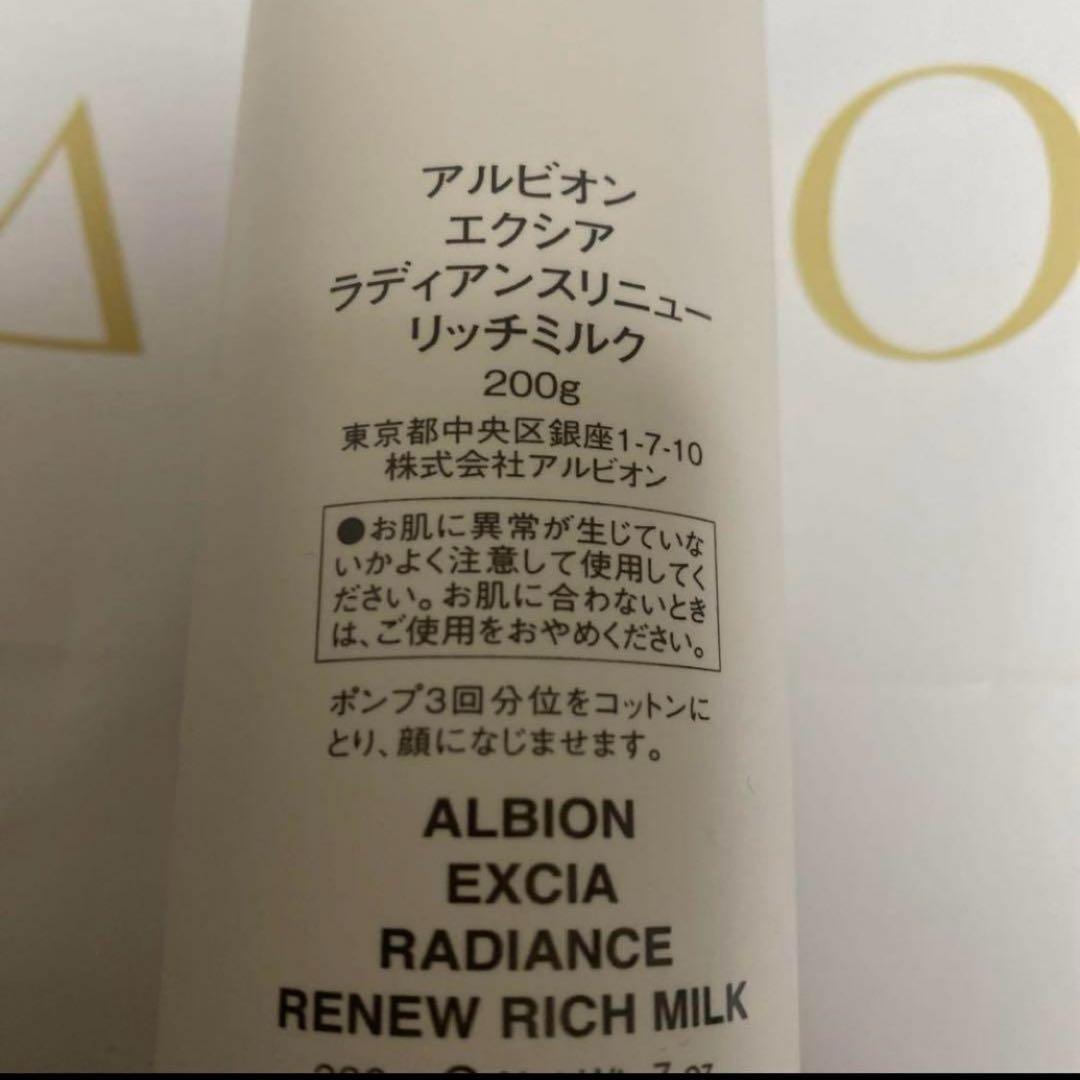 アルビオン
エクシア
ラディアンスリニュー
リッチミルク
200g
東京都中央区銀座1-7-10
株式会社アルビオン
●お肌に異常が生じていな
いかよく注意して使用してく
ださい。お肌に合わないとき
は、ご使用をおやめください。
ポンプ3回分位をコットンに
とり、顔になじませます。
ALBION
EXCIA
RADIANCE
RENEW RICH MILK